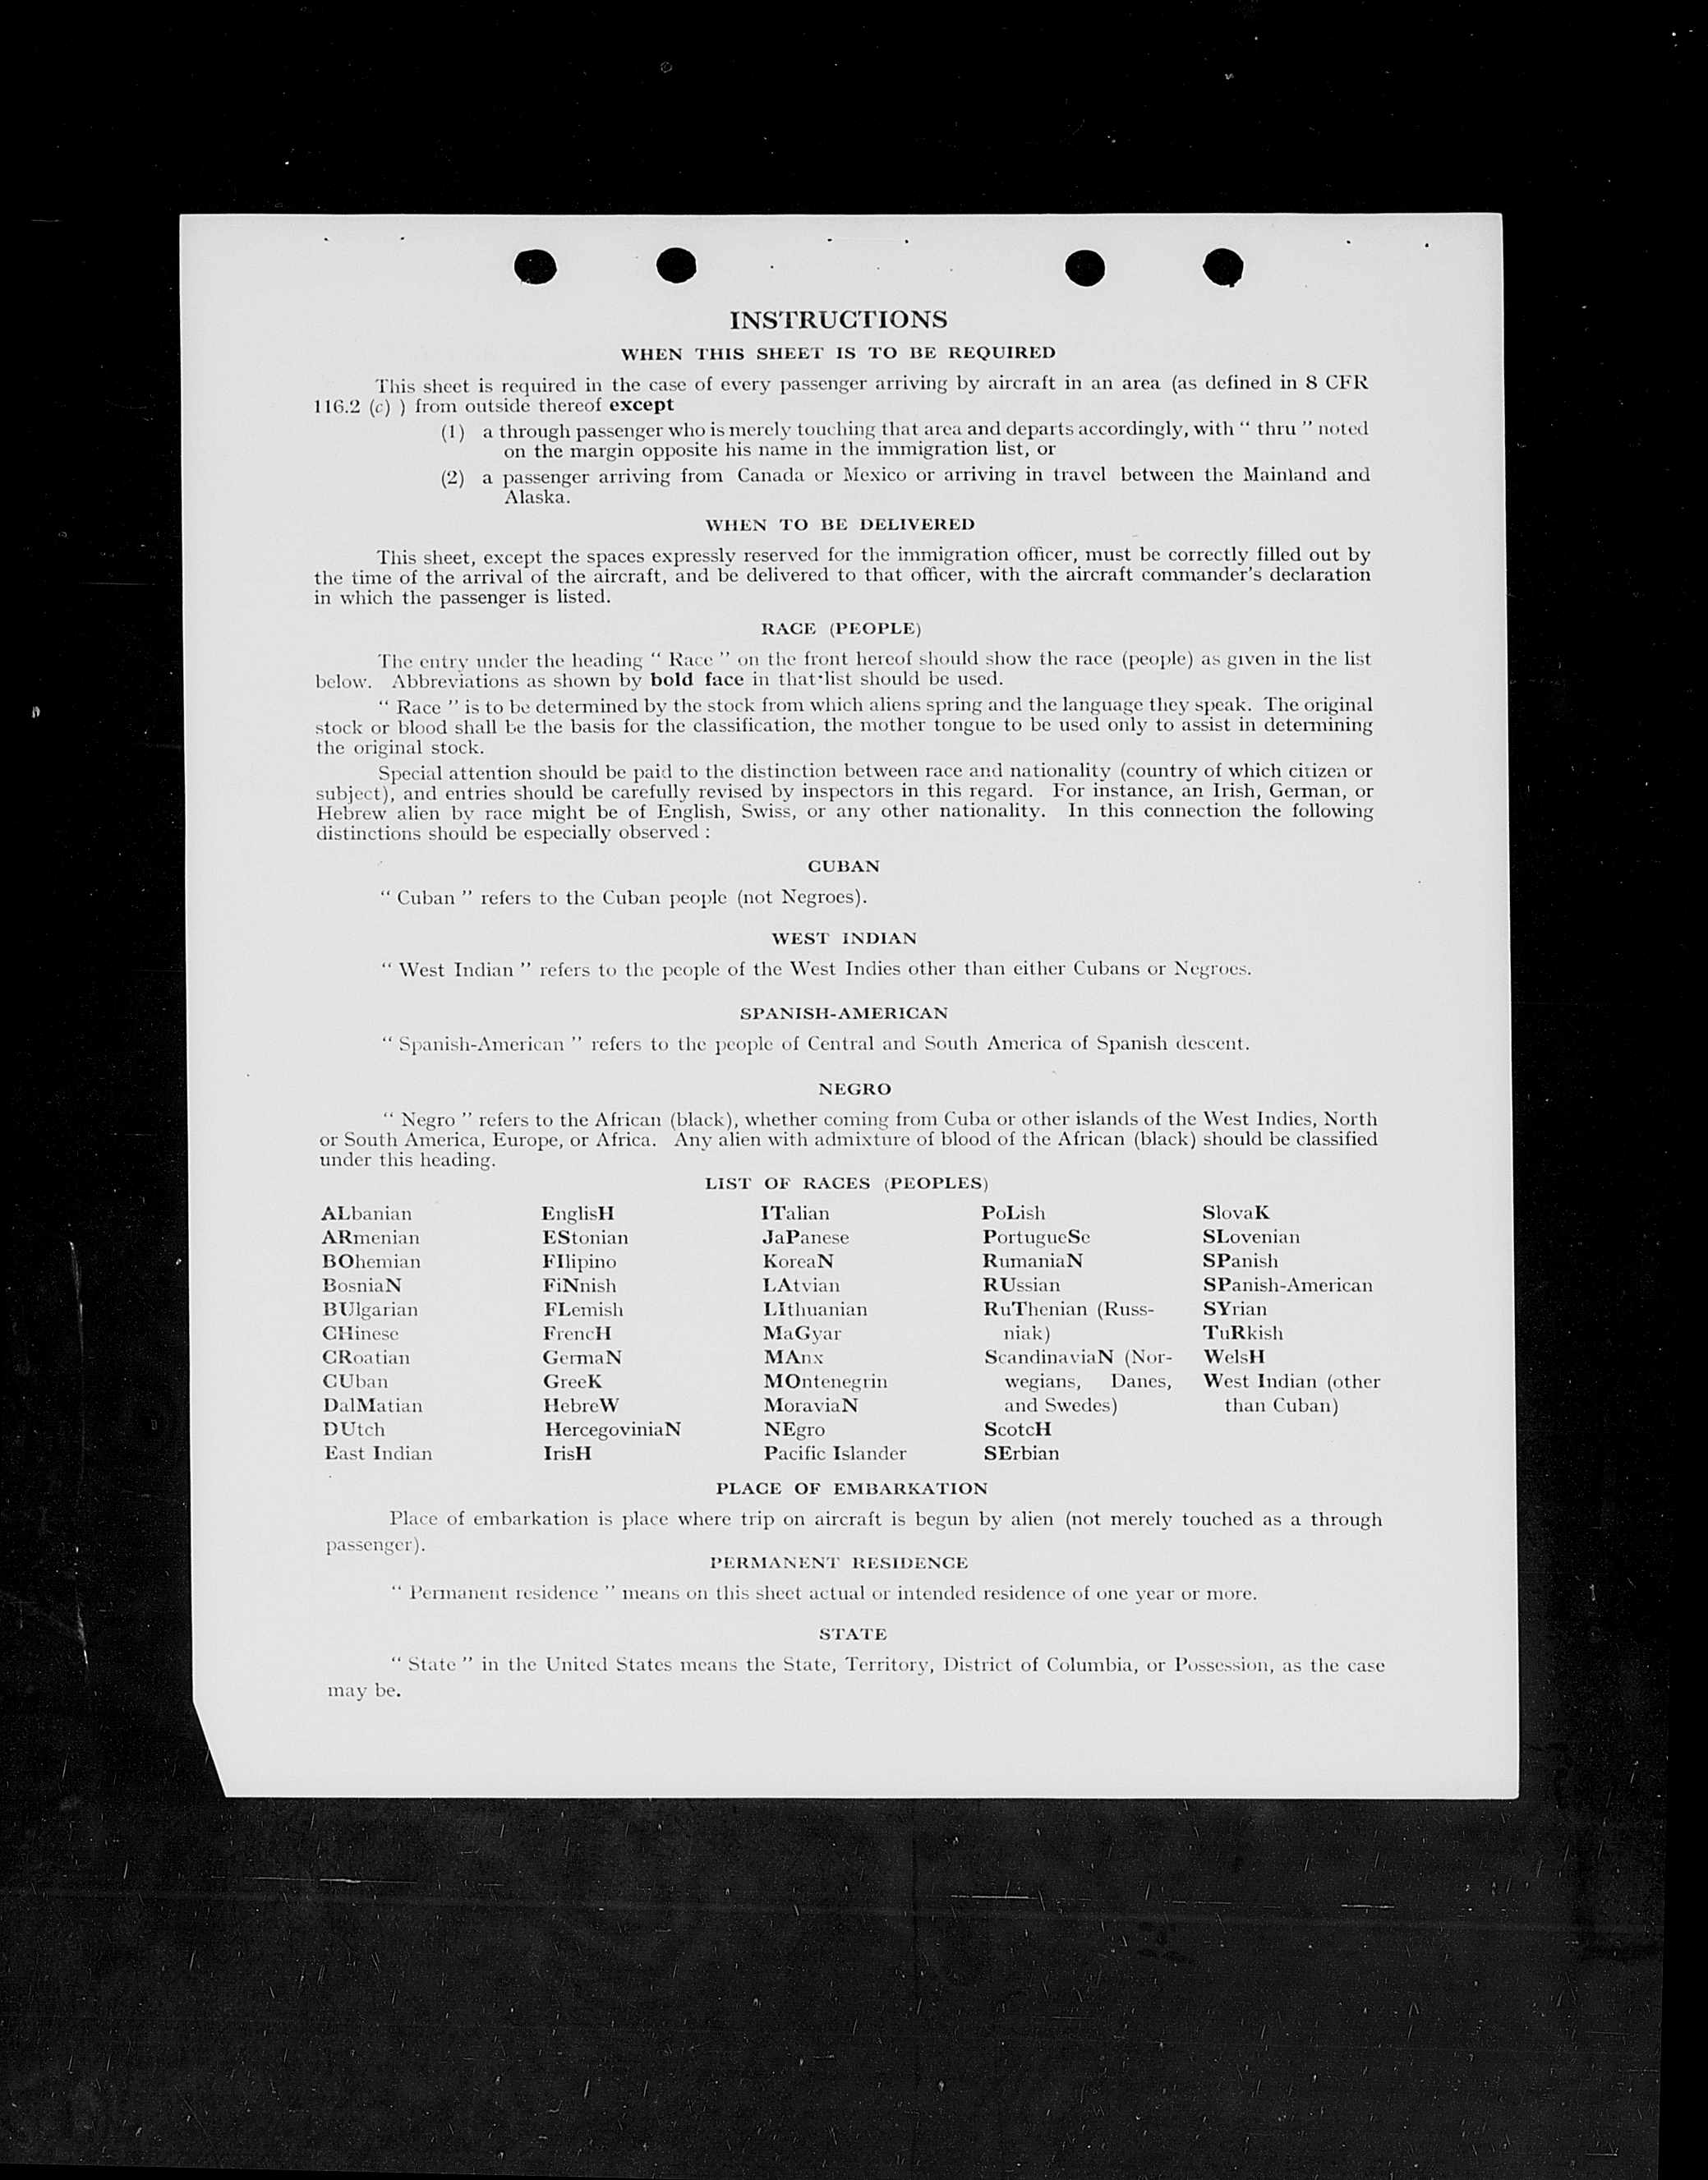 INSTRUCTIONS
WHEN THIS SHEET IS TO BE REQUIRED
This sheet is required in the case of every passenger arriving by aircraft in an area (as defined in 8 CFR
116.2 (c) ) from outside thereof except
(1) a through passenger who is merely touching that area and departs accordingly, with “ thru ” noted
on the margin opposite his name in the immigration list, or
(2) a passenger arriving from Canada or Mexico or arriving in travel between the Mainland and
Alaska.
WHEN TO BE DELIVERED
This sheet, except the spaces expressly reserved for the immigration officer, must be correctly filled out by
the time of the arrival of the aircraft, and be delivered to that officer, with the aircraft commander's declaration
in which the passenger is listed.
RACE (PEOPLE)
The entry under the heading “ Race ” on the front hereof should show the race (people) as given in the list
below. Abbreviations as shown by bold face in that list should be used.
“ Race ” is to be determined by the stock from which aliens spring and the language they speak. The original
stock or blood shall be the basis for the classification, the mother tongue to be used only to assist in determining
the original stock.
Special attention should be paid to the distinction between race and nationality (country of which citizen or
subject), and entries should be carefully revised by inspectors in this regard. For instance, an Irish, German, or
Hebrew alien by race might be of English, Swiss, or any other nationality. In this connection the following
distinctions should be especially observed :
CUBAN
“ Cuban ” refers to the Cuban people (not Negroes).
WEST INDIAN
“ West Indian ” refers to the people of the West Indies other than either Cubans or Negroes.
SPANISH-AMERICAN
“ Spanish-American ” refers to the people of Central and South America of Spanish descent.
NEGRO
“ Negro ” refers to the African (black), whether coming from Cuba or other islands of the West Indies, North
or South America, Europe, or Africa. Any alien with admixture of blood of the African (black) should be classified
under this heading.
LIST OF RACES (PEOPLES)
ALbanian
ARmenian
BOhemian
BosniaN
BUlgarian
CHinese
CRoatian
CUban
DalMatian
DUtch
East Indian
EnglisH
EStonian
FIlipino
FiNnish
FLemish
FrencH
GermaN
GreeK
HebreW
HercegoviniaN
IrisH
ITalian
JaPanese
KoreaN
LAtvian
LIthuanian
MaGyar
MAnx
MOntenegrin
MoraviaN
NEgro
Pacific Islander
PoLish
PortugueSe
RumaniaN
RUssian
RuThenian (Russ-
niak)
ScandinaviaN (Nor-
wegians, Danes,
and Swedes)
ScotcH
SErbian
SlovaK
SLovenian
SPanish
SPanish-American
SYrian
TuRkish
WelsH
West Indian (other
than Cuban)
PLACE OF EMBARKATION
Place of embarkation is place where trip on aircraft is begun by alien (not merely touched as a through
passenger).
PERMANENT RESIDENCE
“ Permanent residence ” means on this sheet actual or intended residence of one year or more.
STATE
“ State ” in the United States means the State, Territory, District of Columbia, or Possession, as the case
may be.